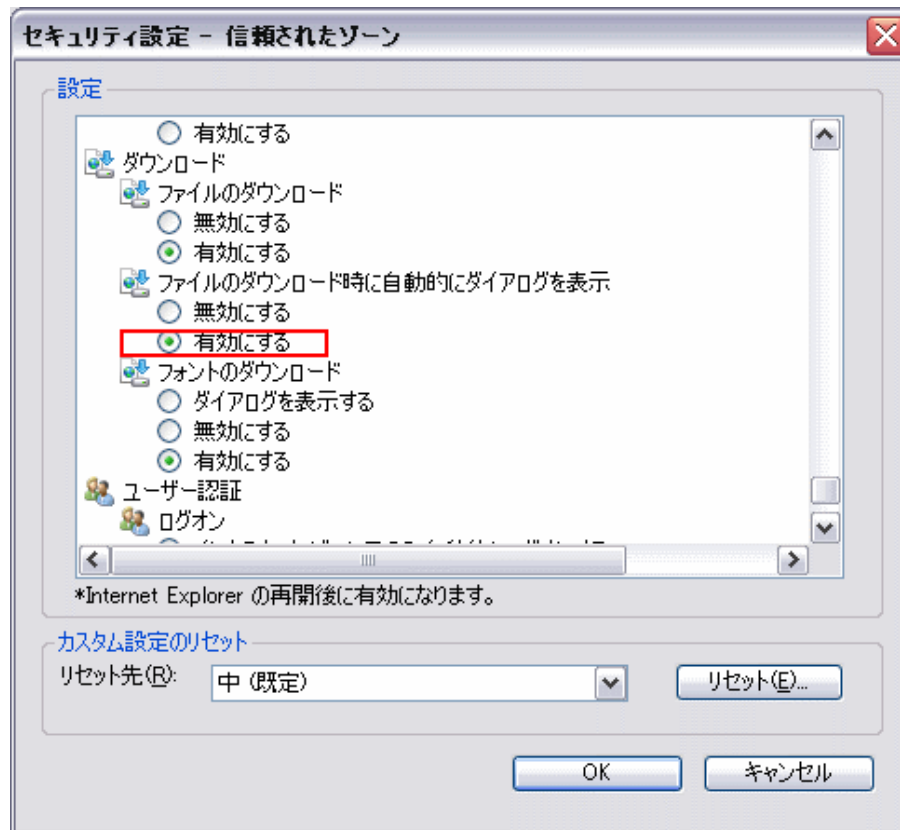 セキュリティ設定 - 信頼されたゾーン
設定
有効にする
ダウンロード
ファイルのダウンロード
無効にする
有効にする
ファイルのダウンロード時に自動的にダイアログを表示
無効にする
有効にする
フォントのダウンロード
ダイアログを表示する
無効にする
有効にする
ユーザー認証
ログオン
*Internet Explorer の再開後に有効になります。
カスタム設定のリセット
リセット先(R): 中 (既定) リセット(E)...
OK キャンセル